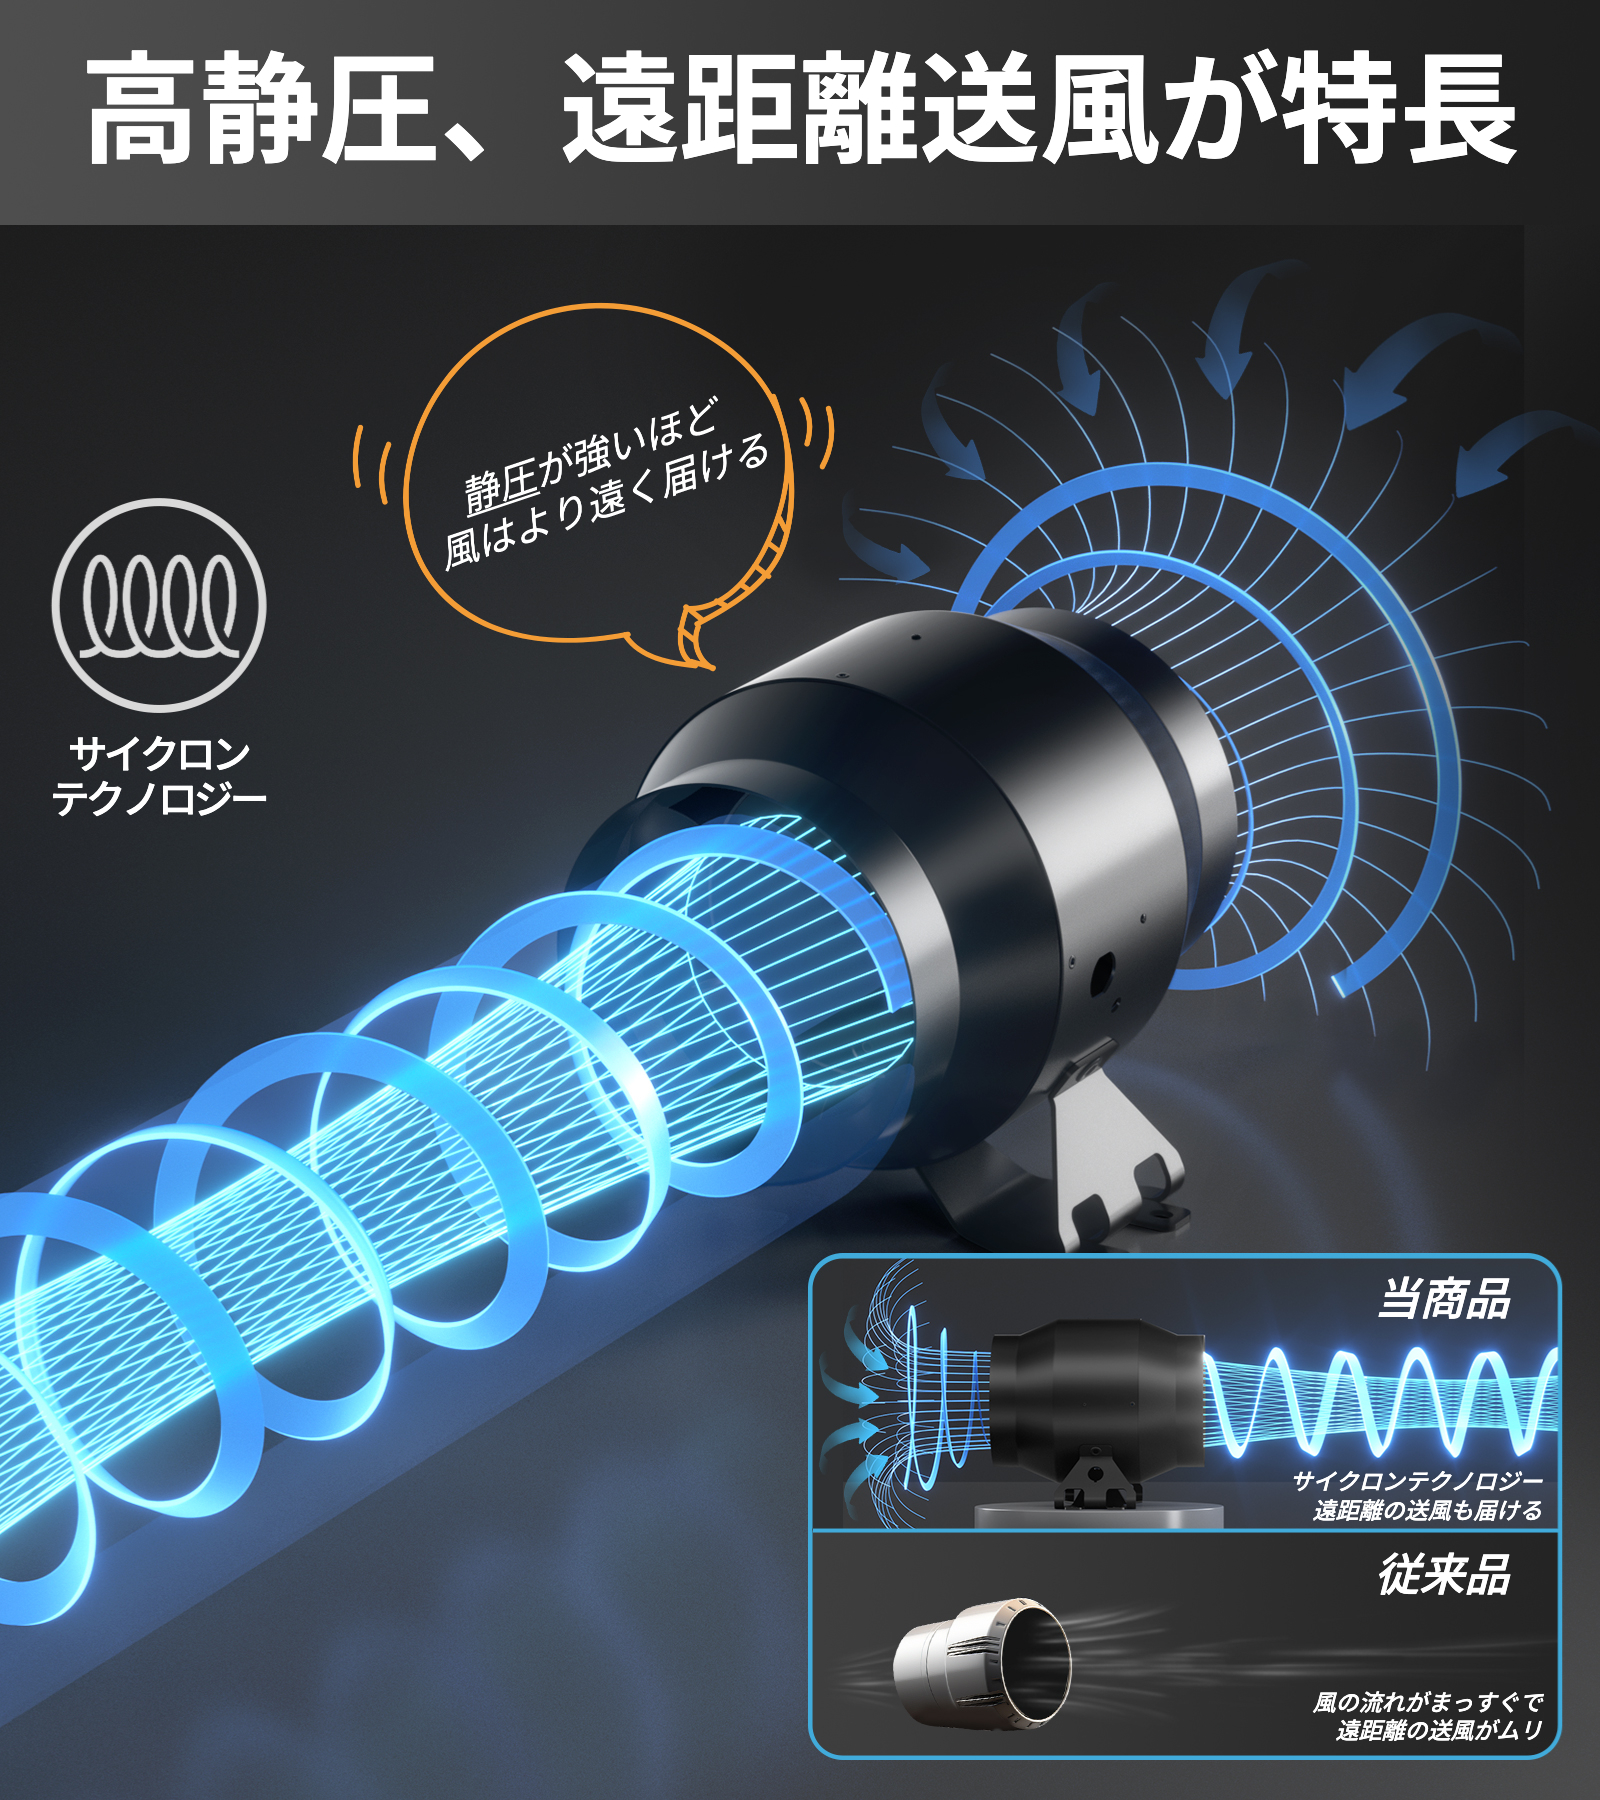 高静圧、遠距離送風が特長
静圧が強いほど
風はより遠く届ける
サイクロン
テクノロジー
当商品
サイクロンテクノロジー
遠距離の送風も届ける
従来品
風の流れがまっすぐで
遠距離の送風がムリ